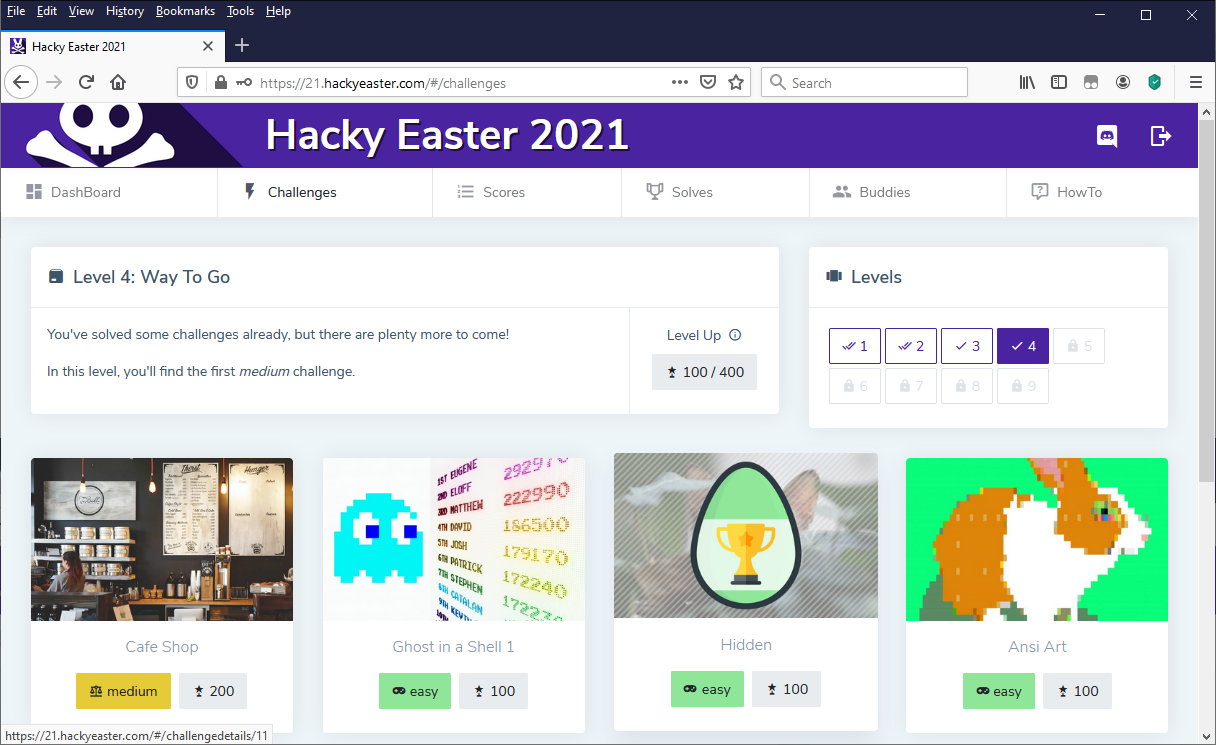 File Edit View History Bookmarks Tools Help
Hacky Easter 2021
https://21.hackyeaster.com/#/challenges
Search
Hacky Easter 2021
DashBoard
Challenges
Scores
Solves
Buddies
HowTo
Level 4: Way To Go
You've solved some challenges already, but there are plenty more to come!
In this level, you'll find the first medium challenge.
Level Up
100 / 400
Levels
1 2 3 4 5
6 7 8 9
Thirst
Hunger
1ST EUGENE 292970
2ND ELOFF 222990
3RD MATTHEW 186500
4TH DAVID 179170
5TH JOSH 172240
6TH PATRICK
7TH STEPHEN
8TH CATALAN
Cafe Shop
medium 200
Ghost in a Shell 1
easy 100
Hidden
easy 100
Ansi Art
easy 100
https://21.hackyeaster.com/#/challengedetails/11